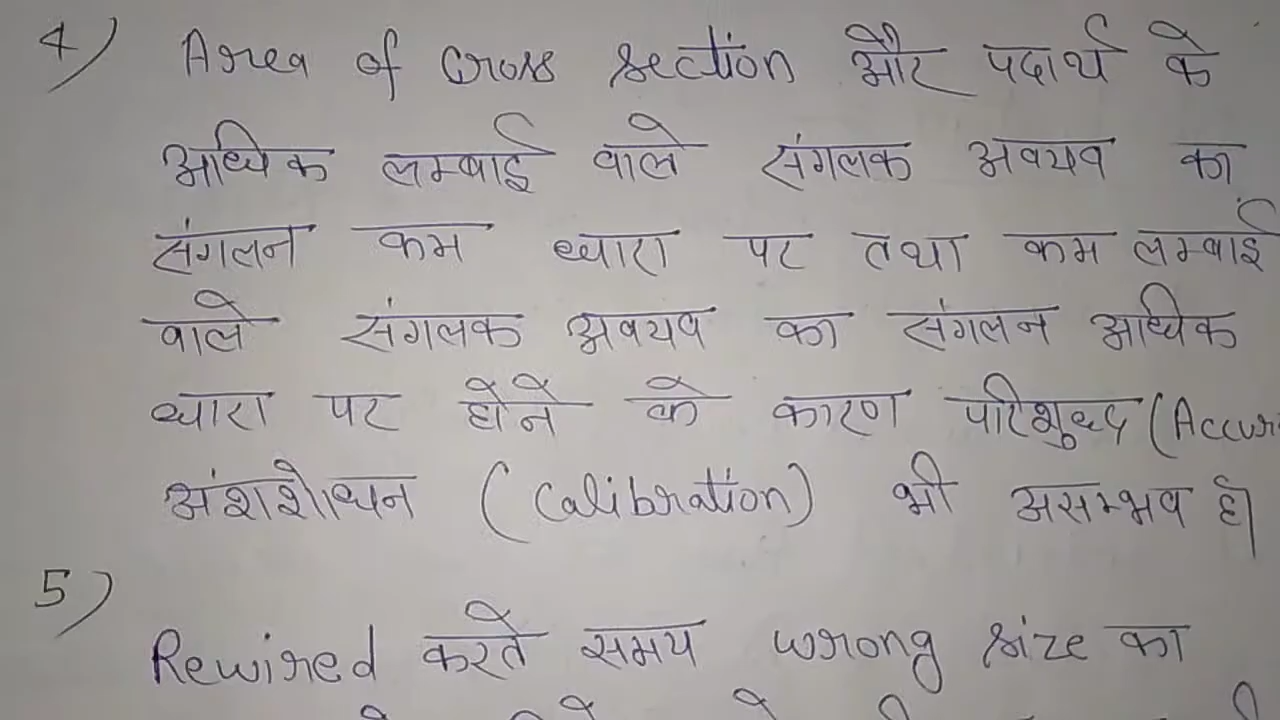 4) Area of cross section और पदार्थ के
अधिक लम्बाई वाले संगलक अवयव का
संगलन कम धारा पर तथा कम लम्बाई
वाले संगलक अवयव का संगलन अधिक
धारा पर होने के कारण परिशुद्ध (Accur
अंशशोधन (Calibration) भी असम्भव है।
5)
Rewired करते समय wrong size का